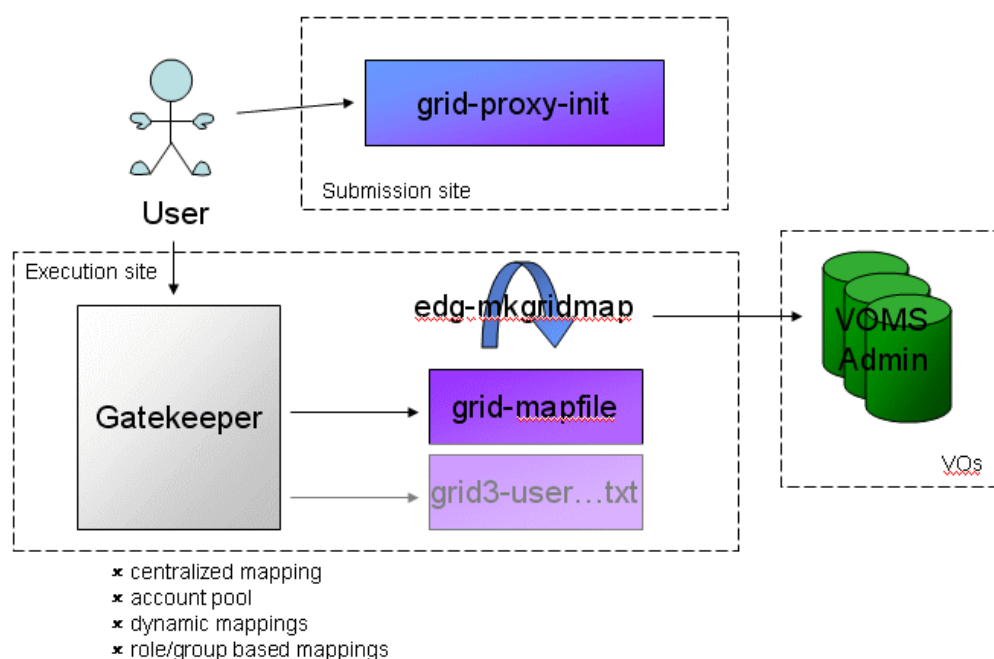 grid-proxy-init
Submission site
User
Execution site
edg-mkgridmap
VOMS
Admin
Gatekeeper
grid-mapfile
VOs
grid3-user...txt
× centralized mapping
× account pool
× dynamic mappings
× role/group based mappings